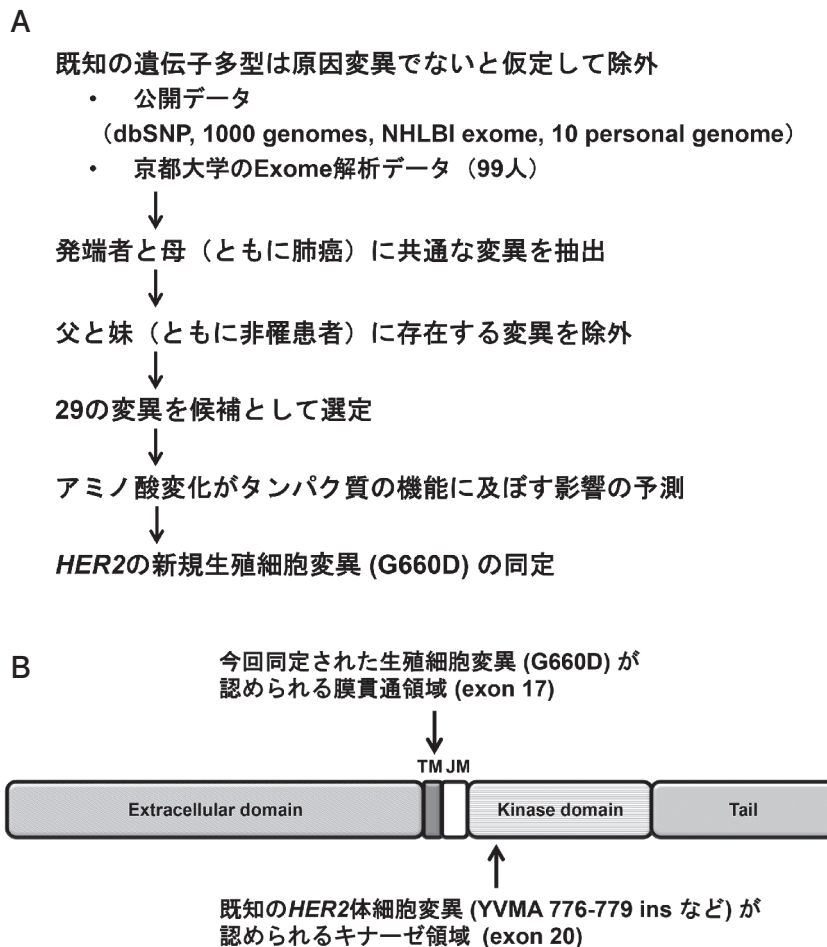 A
既知の遺伝子多型は原因変異でないと仮定して除外
・ 公開データ
(dbSNP, 1000 genomes, NHLBI exome, 10 personal genome)
・ 京都大学のExome解析データ（99人）
発端者と母（ともに肺癌）に共通な変異を抽出
父と妹（ともに非罹患者）に存在する変異を除外
29の変異を候補として選定
アミノ酸変化がタンパク質の機能に及ぼす影響の予測
HER2の新規生殖細胞変異 (G660D) の同定
B
今回同定された生殖細胞変異 (G660D) が
認められる膜貫通領域 (exon 17)
TM JM
Extracellular domain Kinase domain Tail
既知のHER2体細胞変異 (YVMA 776-779 ins など) が
認められるキナーゼ領域 (exon 20)